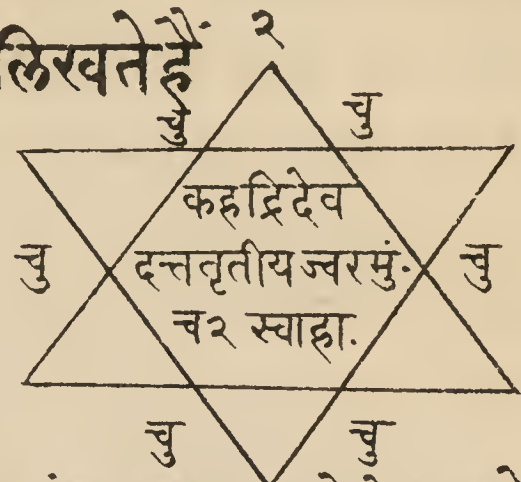 लिखते हैं २
चु चु
कह्रद्रिदेव
चु दत्ततृतीयज्वरमुं. चु
च२ स्वाहा.
चु चु